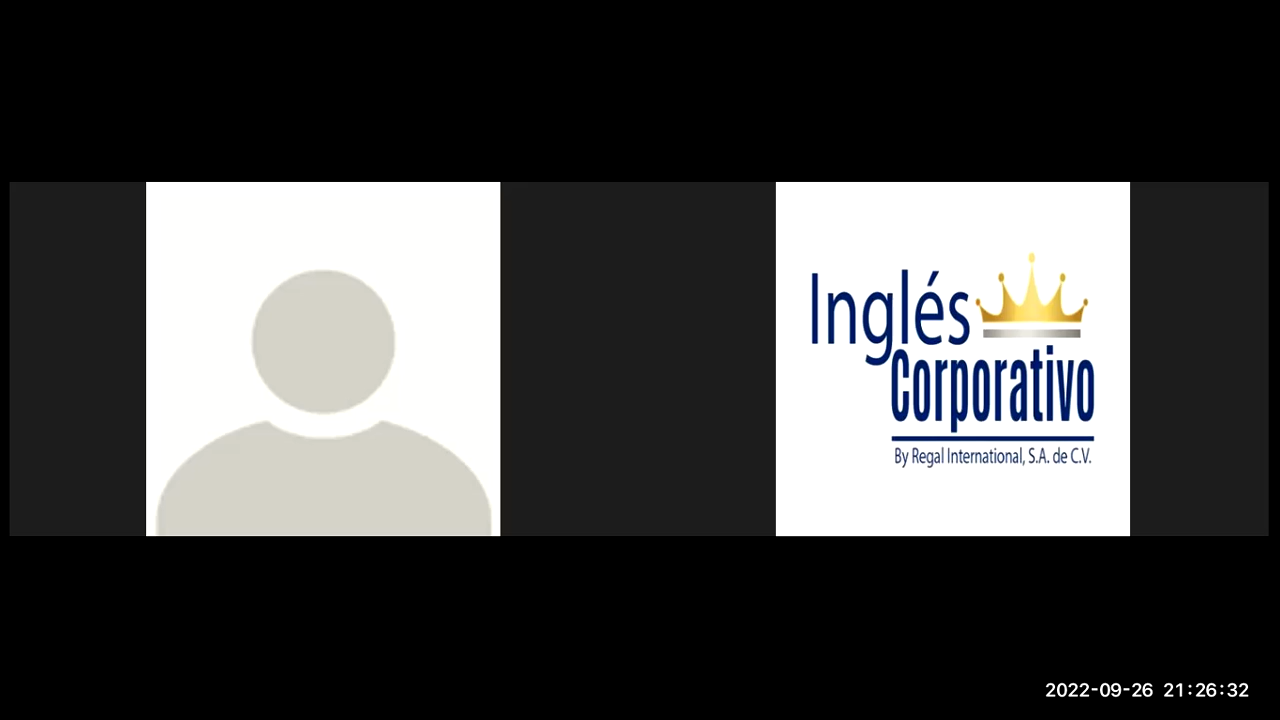 Inglés
Corporativo
By Regal International, S.A. de C.V.
2022-09-26 21:26:32